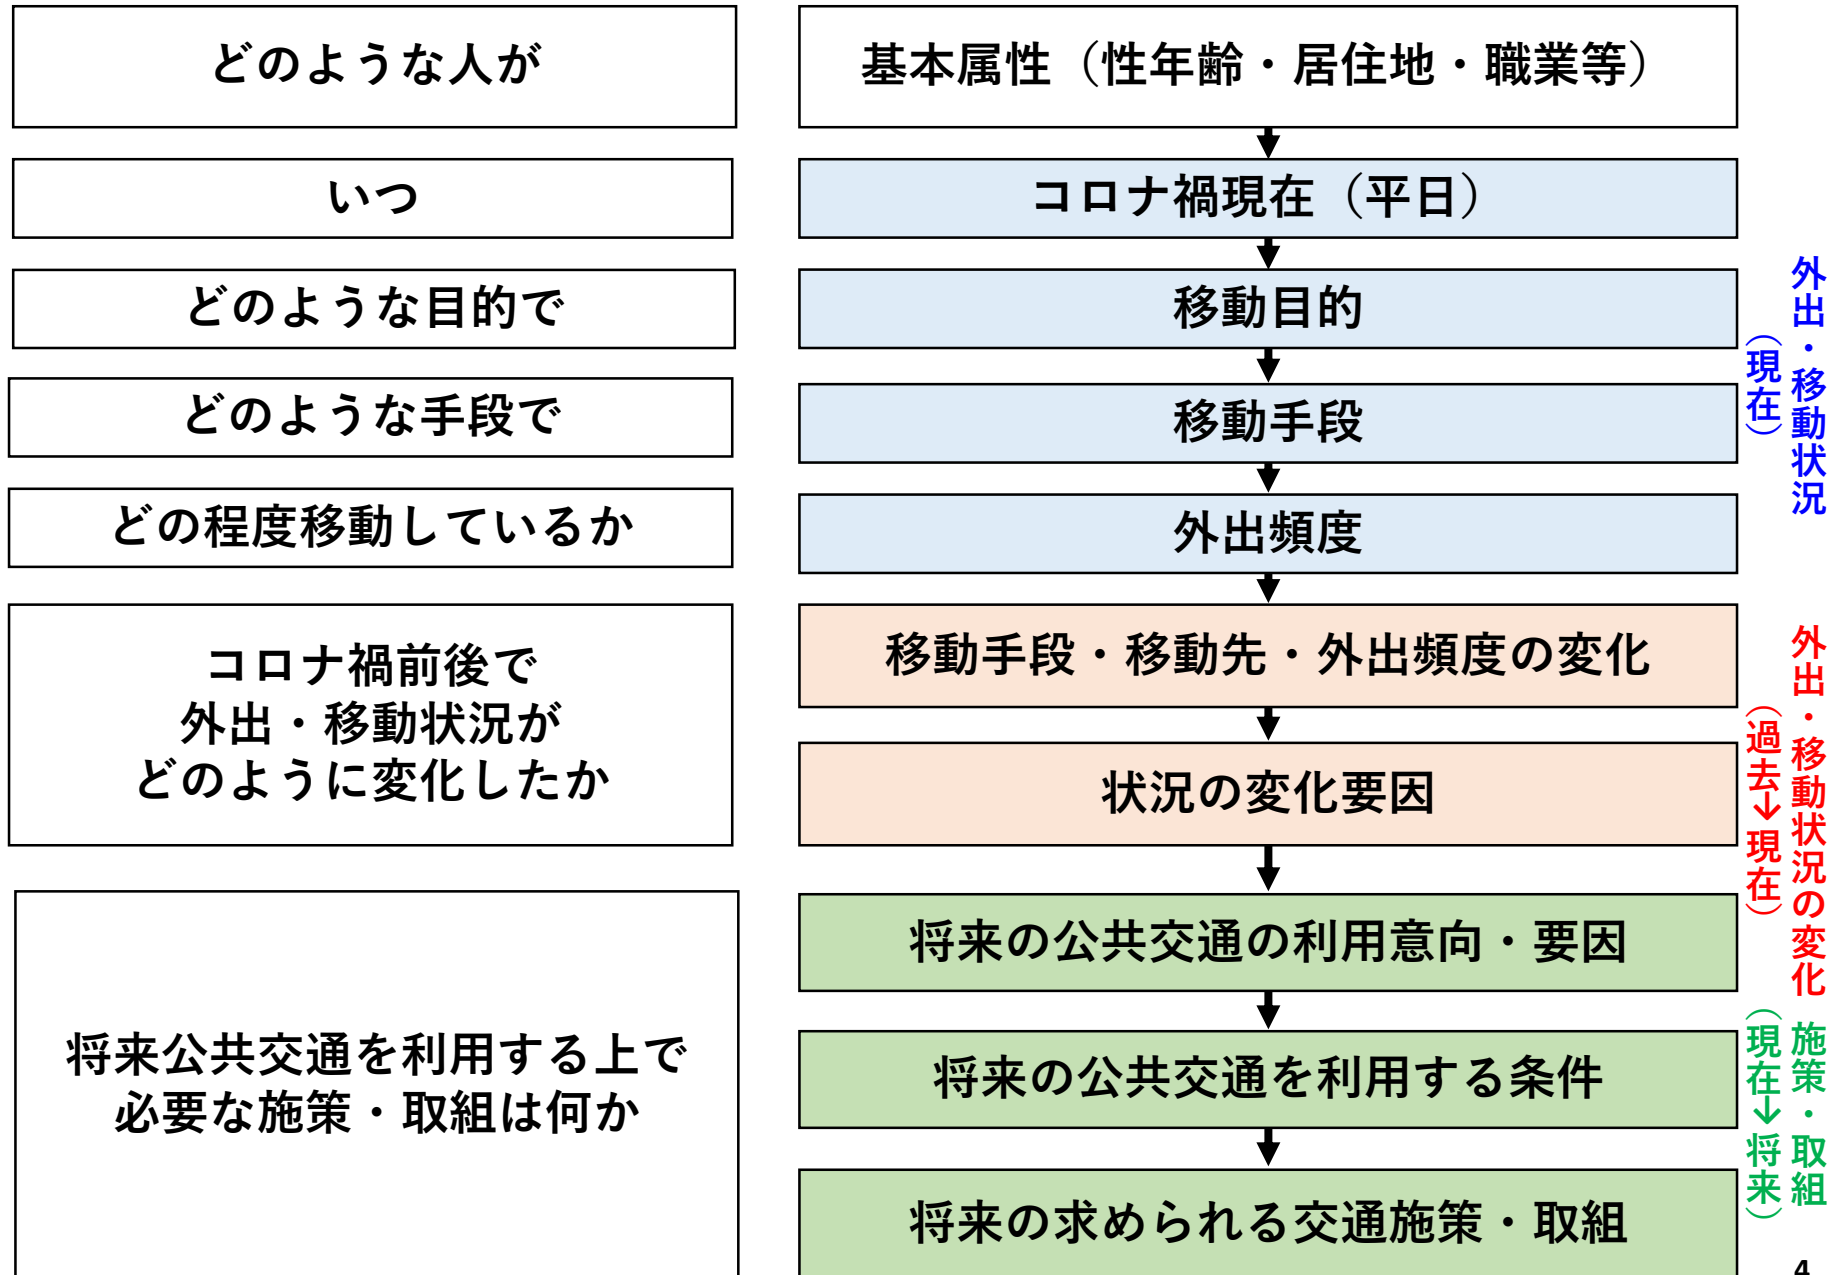 どのような人が
基本属性（性年齢・居住地・職業等）
いつ
コロナ禍現在（平日）
どのような目的で
移動目的
どのような手段で
移動手段
どの程度移動しているか
外出頻度
外出・移動状況
（現在）
コロナ禍前後で
外出・移動状況が
どのように変化したか
移動手段・移動先・外出頻度の変化
状況の変化要因
外出・移動状況の変化
（過去→現在）
将来公共交通を利用する上で
必要な施策・取組は何か
将来の公共交通の利用意向・要因
将来の公共交通を利用する条件
将来の求められる交通施策・取組
施策・取組
（現在→将来）
4